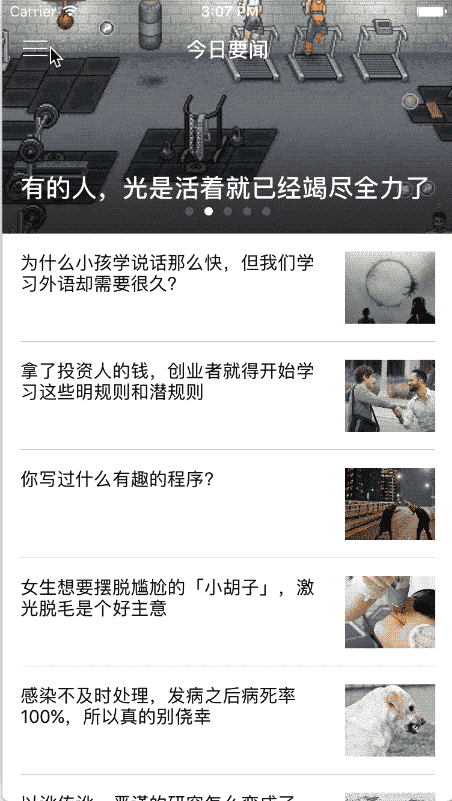 Carrier 3:07 PM
今日要闻
有的人，光是活着就已经竭尽全力了
为什么小孩学说话那么快，但我们学
习外语却需要很久？
拿了投资人的钱，创业者就得开始学
习这些明规则和潜规则
你写过什么有趣的程序？
女生想要摆脱尴尬的「小胡子」，激
光脱毛是个好主意
感染不及时处理，发病之后病死率
100%，所以真的别侥幸